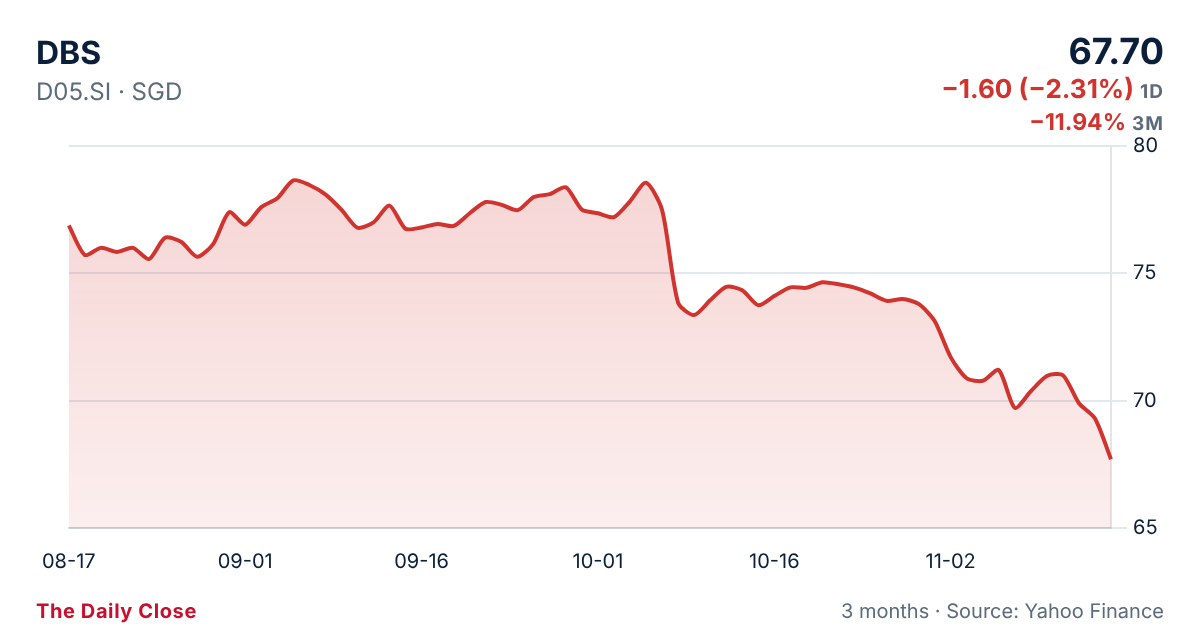 DBS
D05.SI · SGD
67.70
−1.60 (−2.31%) 1D
−11.94% 3M
80
75
70
65
08-17 09-01 09-16 10-01 10-16 11-02
The Daily Close
3 months · Source: Yahoo Finance